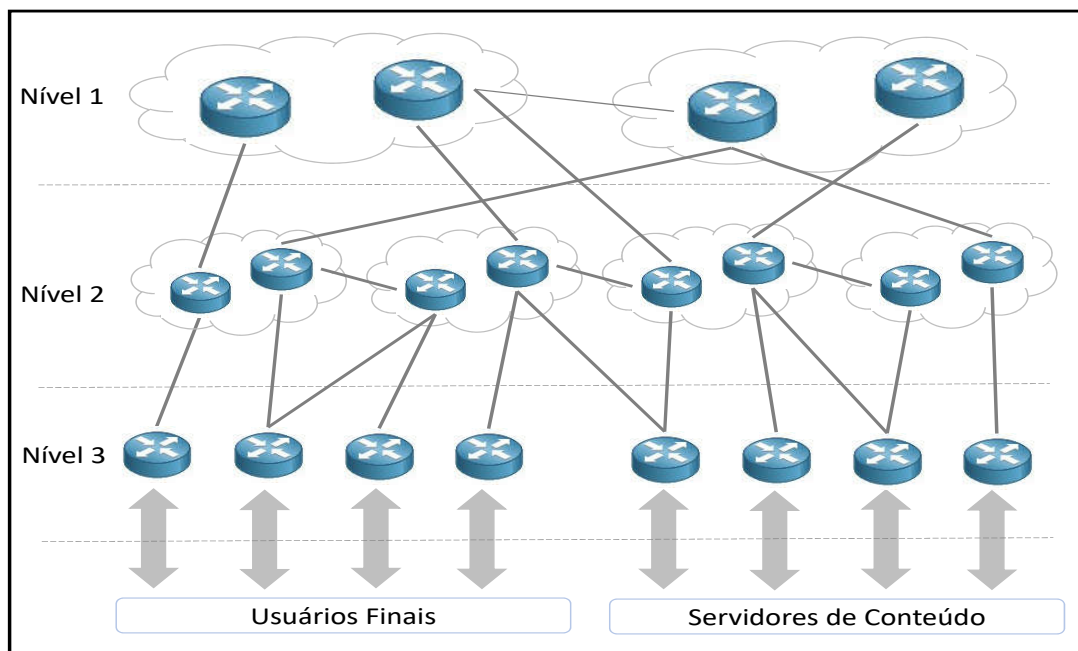 Nível 1
Nível 2
Nível 3
Usuários Finais
Servidores de Conteúdo